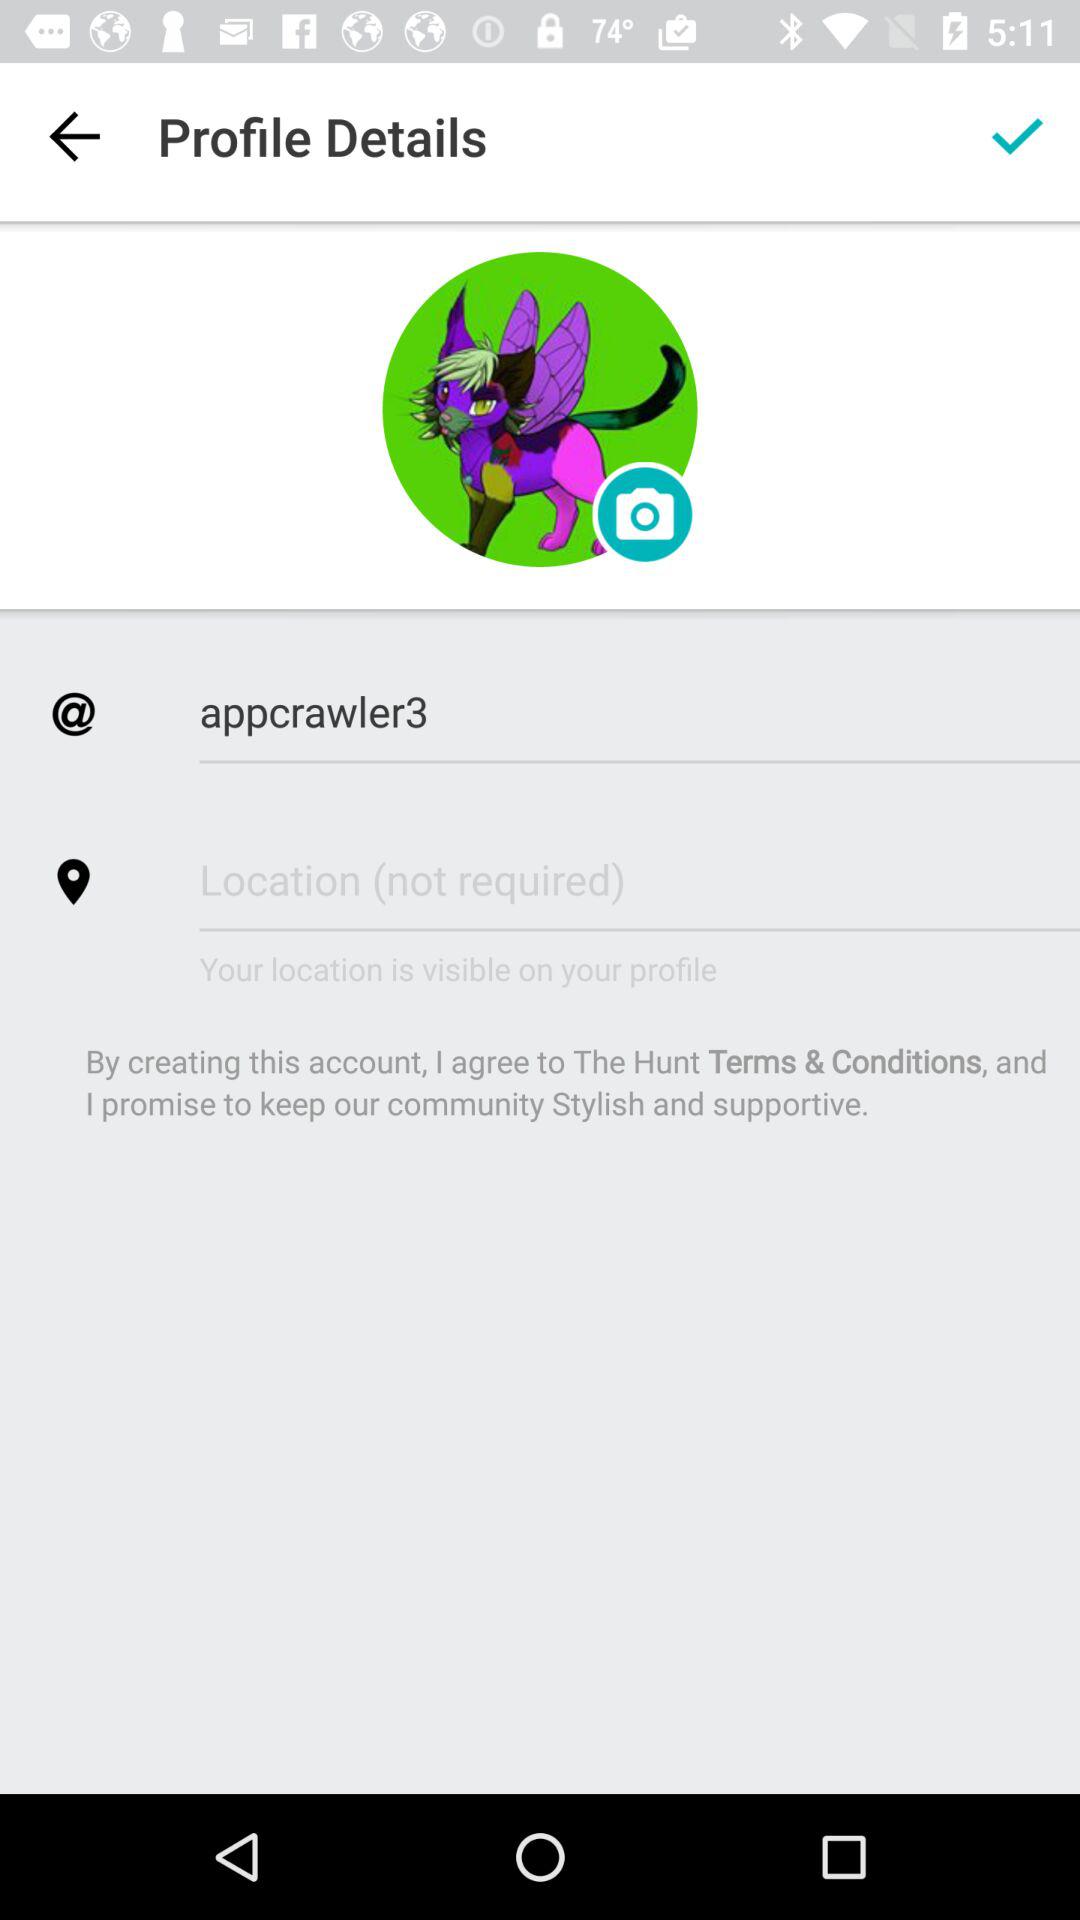 74° 5:11
Profile Details
appcrawler3
Location (not required)
Your location is visible on your profile
By creating this account, I agree to The Hunt Terms & Conditions, and
I promise to keep our community Stylish and supportive.